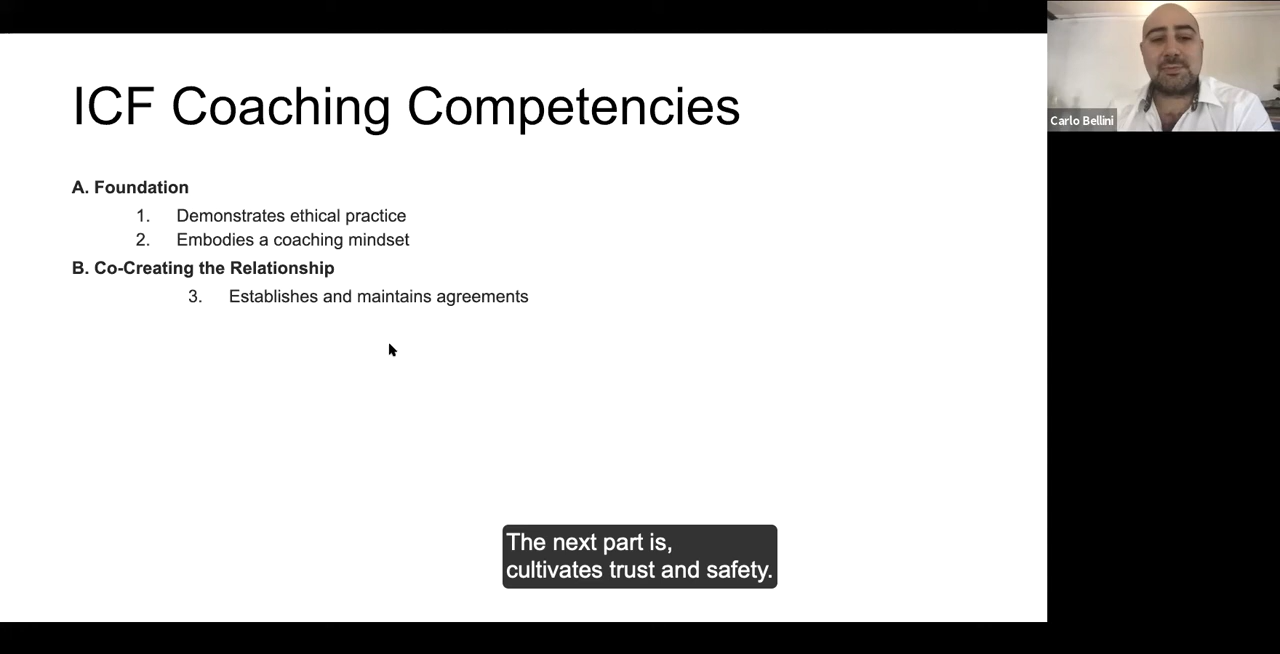 ICF Coaching Competencies
Carlo Bellini
A. Foundation
1. Demonstrates ethical practice
2. Embodies a coaching mindset
B. Co-Creating the Relationship
3. Establishes and maintains agreements
The next part is,
cultivates trust and safety.